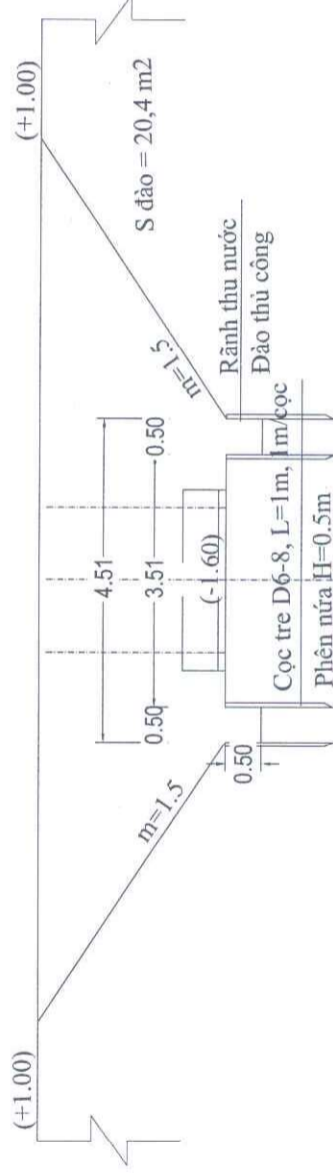 (+1.00)
(+1.00)
4.51
S đào = 20,4 m2
0.50
3.51
0.50
m=1.5
m=1.5
(-1.60)
Rãnh thu nước
Đào thủ công
0.50
Cọc tre D6-8, L=1m, 1m/cọc
Phên nứa H=0.5m